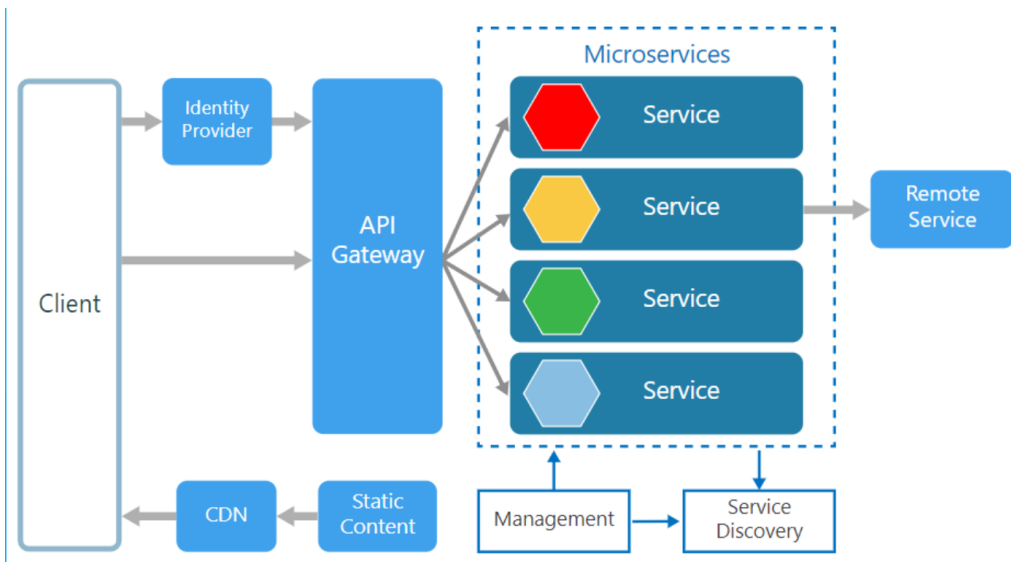 Microservices
Client
Identity
Provider
API
Gateway
Service
Service
Service
Service
Remote
Service
CDN
Static
Content
Management
Service
Discovery